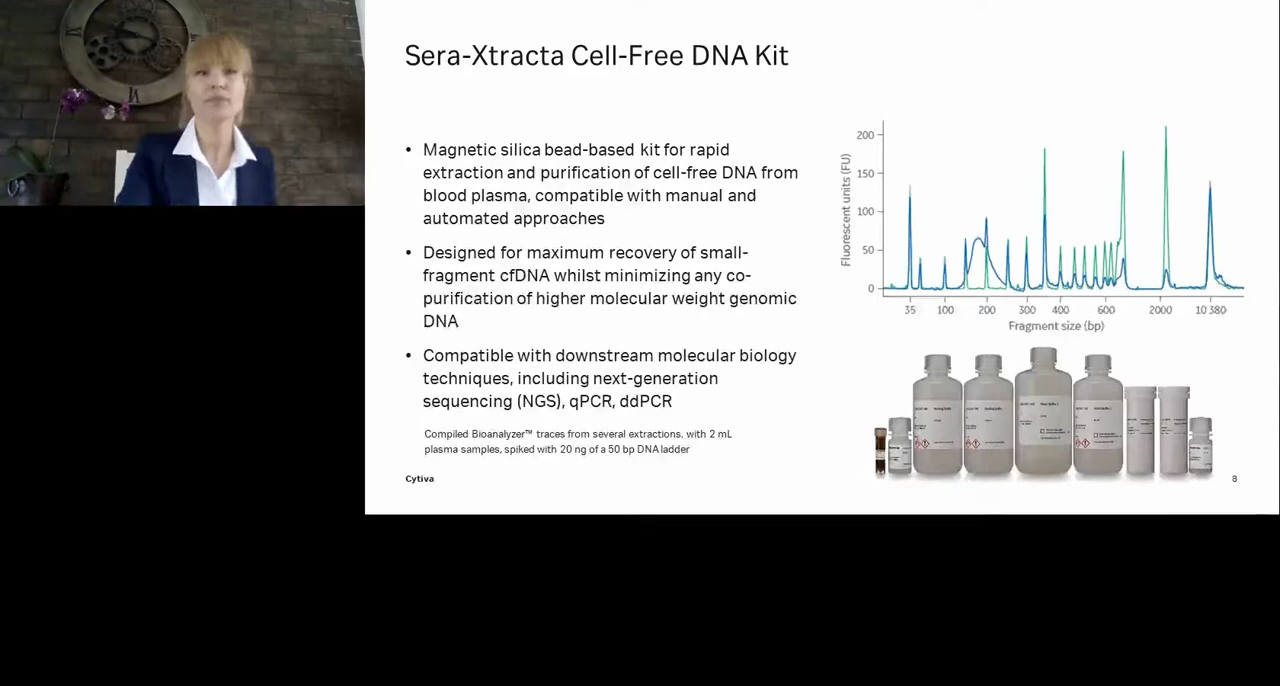 Sera-Xtracta Cell-Free DNA Kit
• Magnetic silica bead-based kit for rapid
extraction and purification of cell-free DNA from
blood plasma, compatible with manual and
automated approaches
• Designed for maximum recovery of small-
fragment cfDNA whilst minimizing any co-
purification of higher molecular weight genomic
DNA
• Compatible with downstream molecular biology
techniques, including next-generation
sequencing (NGS), qPCR, ddPCR
Compiled Bioanalyzer™ traces from several extractions, with 2 mL
plasma samples, spiked with 20 ng of a 50 bp DNA ladder
Cytiva
Fluorescent units (FU)
200
150
100
50
0
35 100 200 300 400 600 2000 10 380
Fragment size (bp)
8